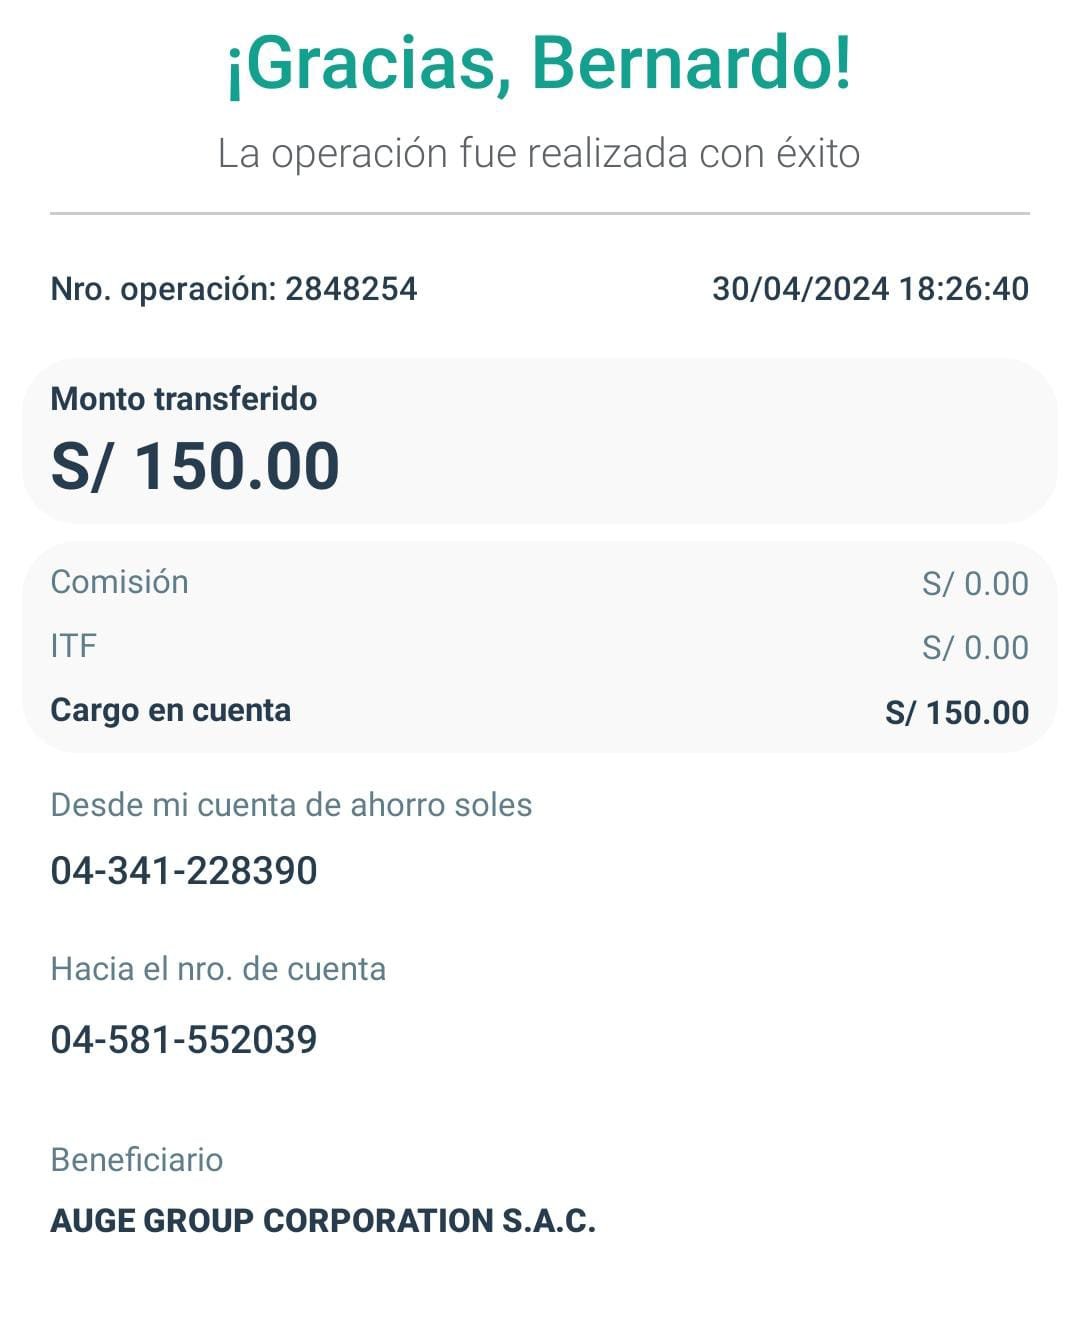 ¡Gracias, Bernardo!
La operación fue realizada con éxito
Nro. operación: 2848254 30/04/2024 18:26:40
Monto transferido
S/ 150.00
Comisión S/ 0.00
ITF S/ 0.00
Cargo en cuenta S/ 150.00
Desde mi cuenta de ahorro soles
04-341-228390
Hacia el nro. de cuenta
04-581-552039
Beneficiario
AUGE GROUP CORPORATION S.A.C.